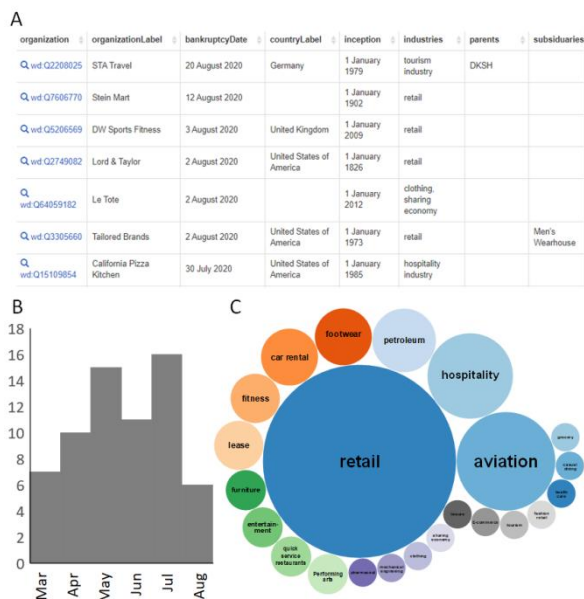 A
organization organizationLabel bankruptcyDate countryLabel inception industries parents subsiduaries
wd:Q2208025 STA Travel 20 August 2020 Germany 1 January 1979 tourism industry DKSH
wd:Q7606770 Stein Mart 12 August 2020 1 January 1902 retail
wd:Q5206569 DW Sports Fitness 3 August 2020 United Kingdom 1 January 2009 retail
wd:Q2749082 Lord & Taylor 2 August 2020 United States of America 1 January 1826 retail
wd:Q64059182 Le Tote 2 August 2020 1 January 2012 clothing, sharing economy
wd:Q3305660 Tailored Brands 2 August 2020 United States of America 1 January 1973 retail Men's Wearhouse
wd:Q15109854 California Pizza Kitchen 30 July 2020 United States of America 1 January 1985 hospitality industry
B
18
16
14
12
10
8
6
4
2
0
Mar Apr May Jun Jul Aug
C
footwear
petroleum
car rental
hospitality
fitness
lease
retail
aviation
furniture
entertain-
ment
quick
service
restaurants
Performing
arts
mechanical
engineering
clothing
sharing
economy
tourism
fashion
retail